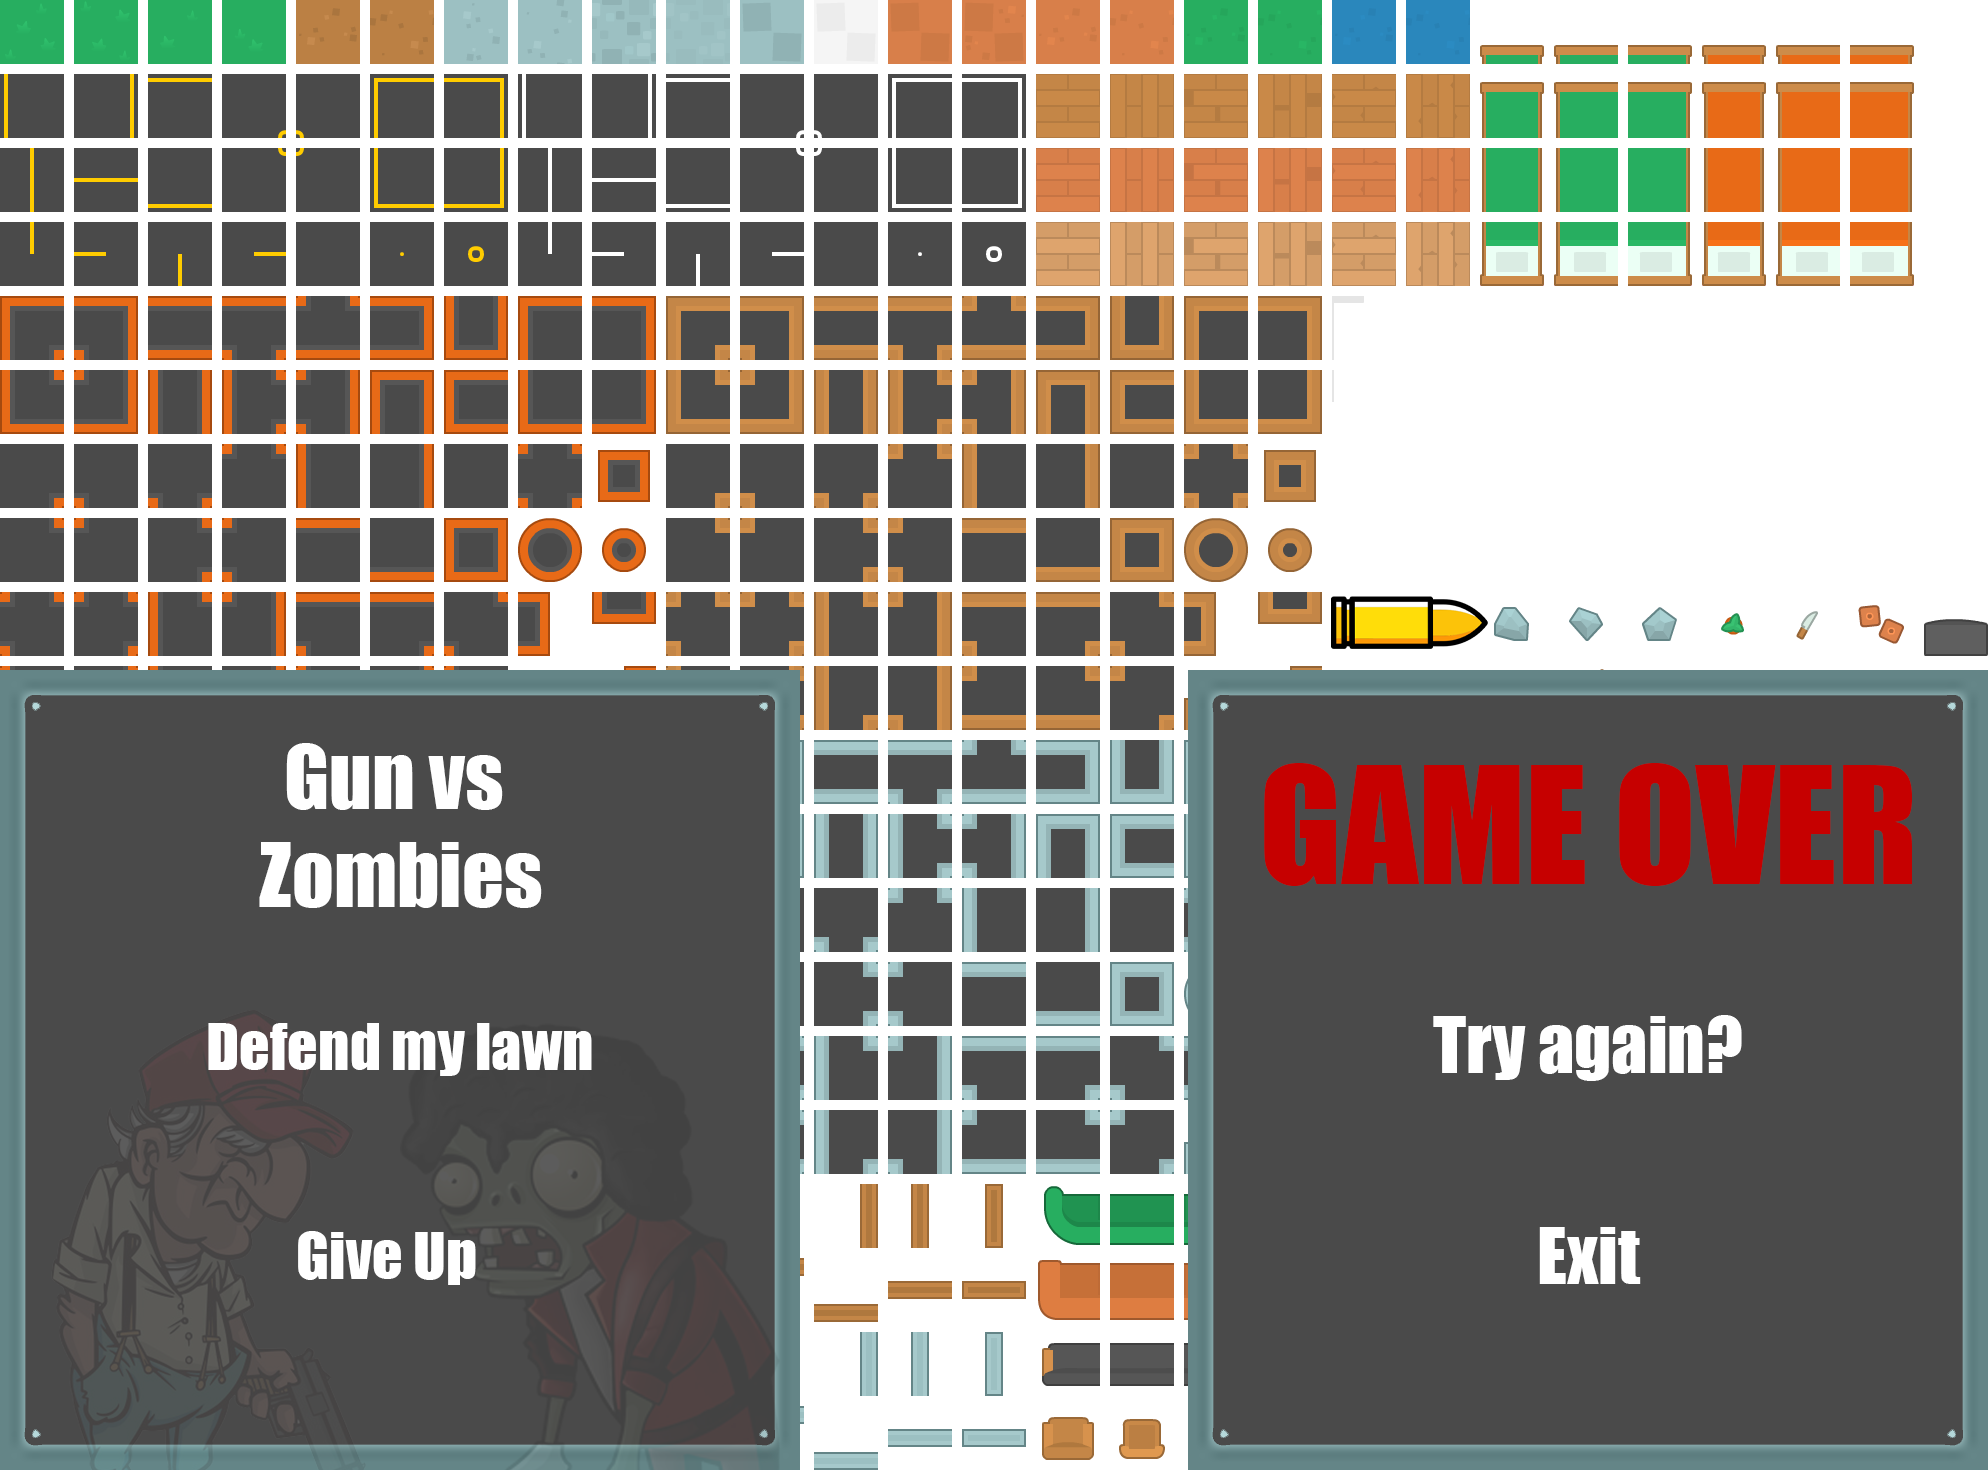 Gun vs
Zombies
Defend my lawn
Give Up
GAME OVER
Try again?
Exit